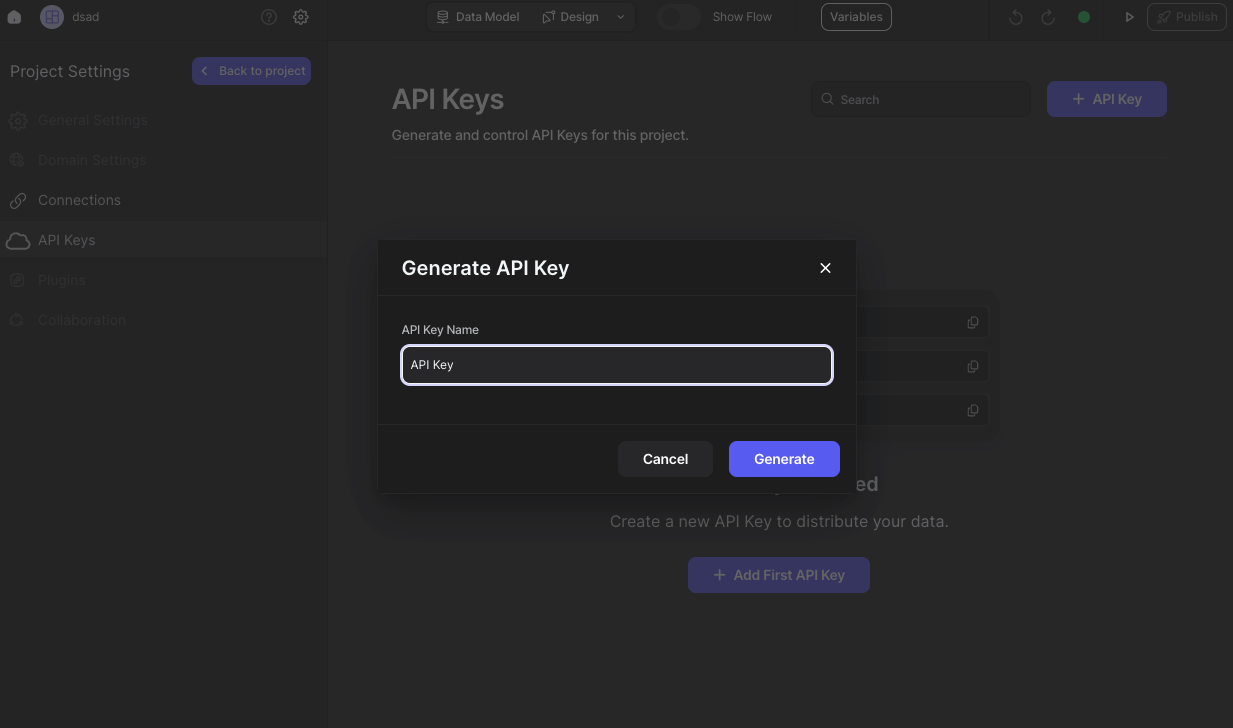 dsad
Data Model
Design
Show Flow
Variables
Publish
Project Settings
Back to project
General Settings
Domain Settings
Connections
API Keys
Plugins
Collaboration
API Keys
Search
API Key
Generate and control API Keys for this project.
Generate API Key
API Key Name
API Key
Cancel
Generate
Create a new API Key to distribute your data.
Add First API Key